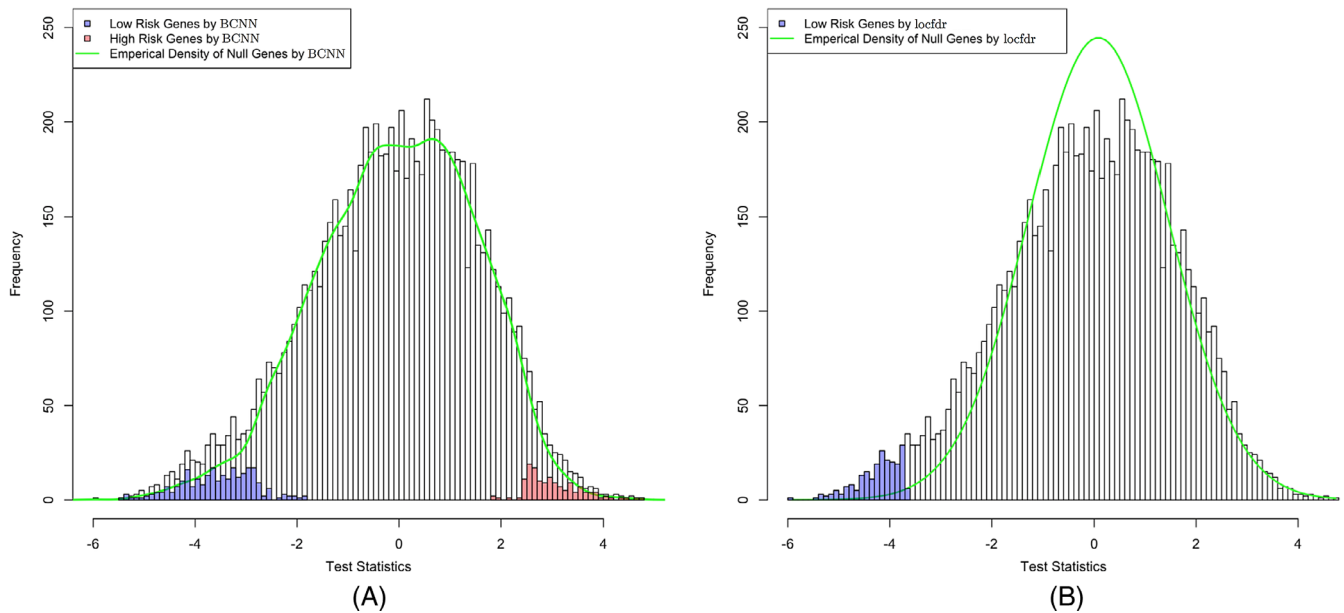 Low Risk Genes by BCNN
High Risk Genes by BCNN
Emperical Density of Null Genes by BCNN
Frequency
0
50
100
150
200
250
-6
-4
-2
0
2
4
Test Statistics
(A)
Low Risk Genes by locfdr
Emperical Density of Null Genes by locfdr
Frequency
0
50
100
150
200
250
-6
-4
-2
0
2
4
Test Statistics
(B)